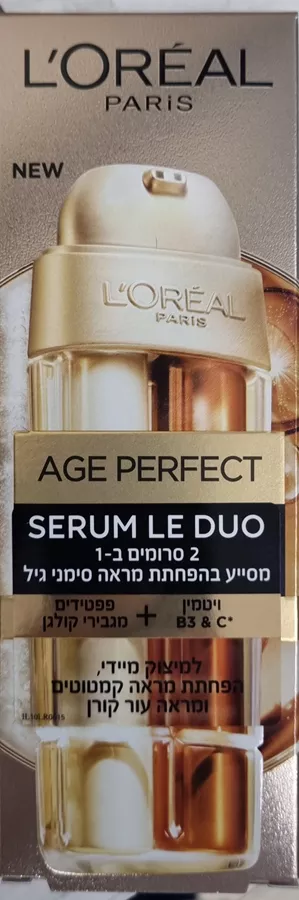 L'ORÉAL
PARIS
NEW
L'ORÉAL
PARIS
AGE PERFECT
SERUM LE DUO
2 סרומים ב-1
מסייע בהפחתת מראה סימני גיל
פפטידים
מגבירי קולגן
+
ויטמין
B3 & C*
למיצוק מיידי,
הפחתת מראה קמטוטים
ומראה עור קורן